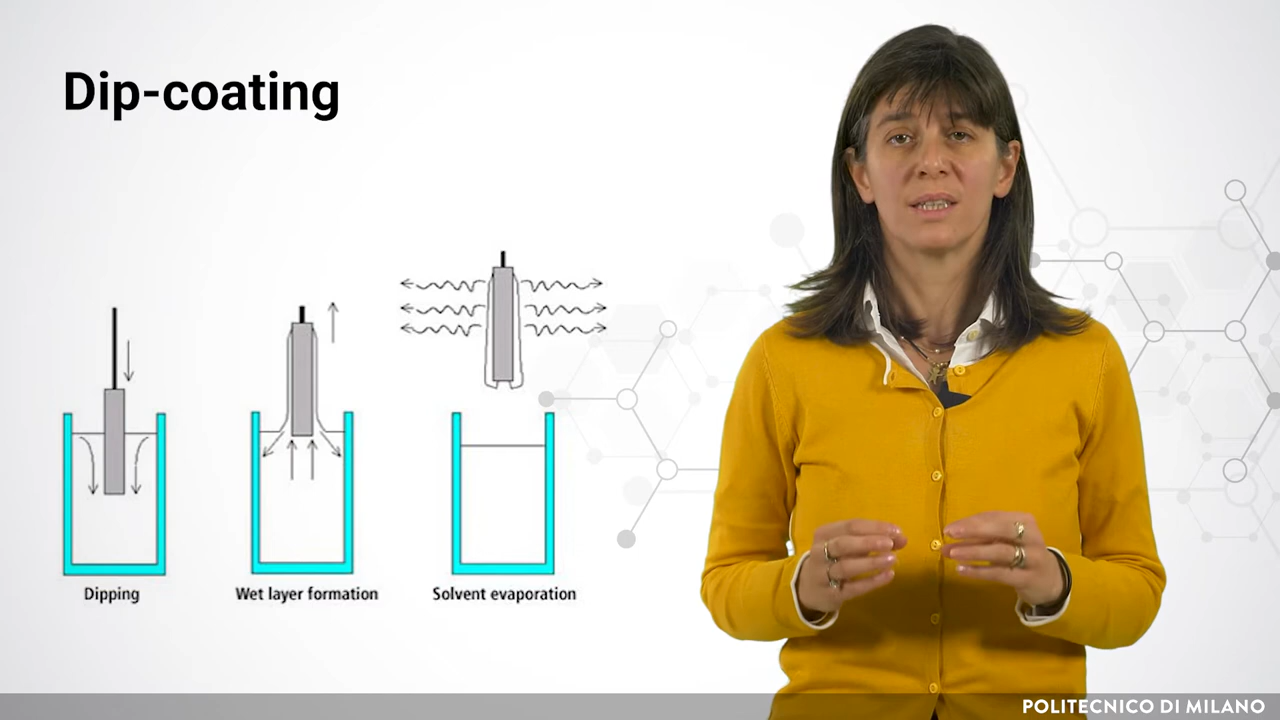 Dip-coating
Dipping
Wet layer formation
Solvent evaporation
POLITECNICO DI MILANO